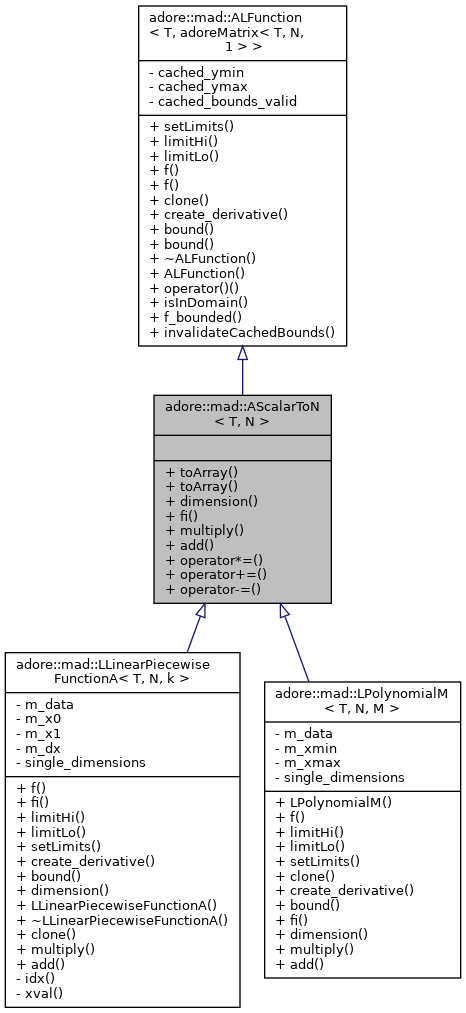 adore::mad::ALFunction
< T, adoreMatrix< T, N,
1 > >
- cached_ymin
- cached_ymax
- cached_bounds_valid
+ setLimits()
+ limitHi()
+ limitLo()
+ f()
+ f()
+ clone()
+ create_derivative()
+ bound()
+ bound()
+ ~ALFunction()
+ ALFunction()
+ operator()()
+ isInDomain()
+ f_bounded()
+ invalidateCachedBounds()
adore::mad::AScalarToN
< T, N >
+ toArray()
+ toArray()
+ dimension()
+ fi()
+ multiply()
+ add()
+ operator*=()
+ operator+=()
+ operator-=()
adore::mad::LLinearPiecewise
FunctionA< T, N, k >
- m_data
- m_x0
- m_x1
- m_dx
- single_dimensions
+ f()
+ fi()
+ limitHi()
+ limitLo()
+ setLimits()
+ create_derivative()
+ bound()
+ dimension()
+ LLinearPiecewiseFunctionA()
+ ~LLinearPiecewiseFunctionA()
+ clone()
+ multiply()
+ add()
- idx()
- xval()
adore::mad::LPolynomialM
< T, N, M >
- m_data
- m_xmin
- m_xmax
- single_dimensions
+ LPolynomialM()
+ f()
+ limitHi()
+ limitLo()
+ setLimits()
+ clone()
+ create_derivative()
+ bound()
+ fi()
+ dimension()
+ multiply()
+ add()